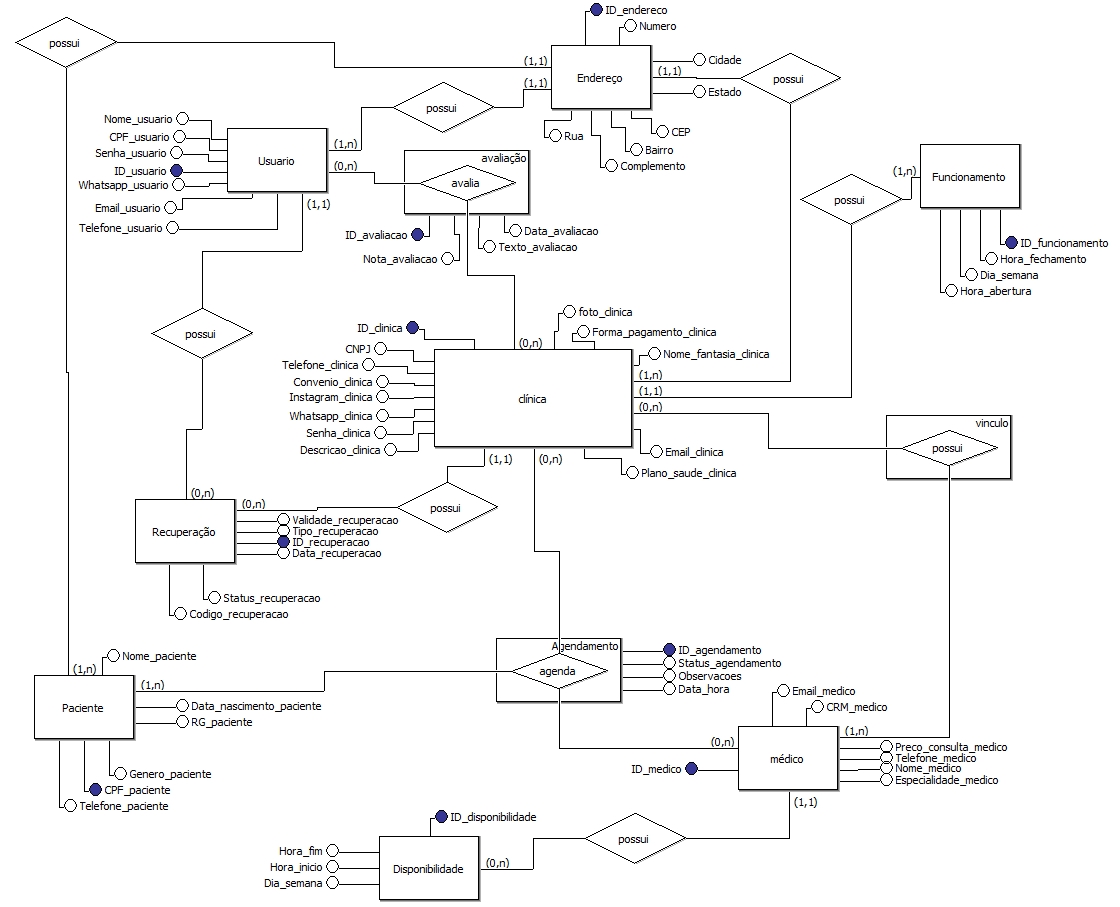 ID_endereco
Numero
possui
(1,1)
Cidade
(1,1)
Endereço
possui
(1,1)
Estado
possui
Nome_usuario
CPF_usuario
Senha_usuario
ID_usuario
Whatsapp_usuario
Email_usuario
Telefone_usuario
Usuario
(1,n)
(0,n)
(1,1)
Rua
CEP
Bairro
Complemento
avaliação
avalia
ID_avaliacao
Nota_avaliacao
Data_avaliacao
Texto_avaliacao
possui
(1,n)
Funcionamento
ID_funcionamento
Hora_fechamento
Dia_semana
Hora_abertura
possui
foto_clinica
ID_clinica
Forma_pagamento_clinica
CNPJ
(0,n)
Nome_fantasia_clinica
Telefone_clinica
Convenio_clinica
Instagram_clinica
Whatsapp_clinica
Senha_clinica
Descricao_clinica
clínica
(1,n)
(1,1)
(0,n)
Email_clinica
Plano_saude_clinica
(1,1)
(0,n)
vinculo
possui
(0,n)
(0,n)
possui
Recuperação
Validade_recuperacao
Tipo_recuperacao
ID_recuperacao
Data_recuperacao
Status_recuperacao
Codigo_recuperacao
Nome_paciente
(1,n)
(1,n)
Paciente
Data_nascimento_paciente
RG_paciente
Genero_paciente
CPF_paciente
Telefone_paciente
Agendamento
agenda
ID_agendamento
Status_agendamento
Observacoes
Data_hora
Email_medico
CRM_medico
(0,n)
(1,n)
ID_medico
médico
Preco_consulta_medico
Telefone_medico
Nome_medico
Especialidade_medico
(1,1)
ID_disponibilidade
possui
Hora_fim
Hora_inicio
Dia_semana
Disponibilidade
(0,n)